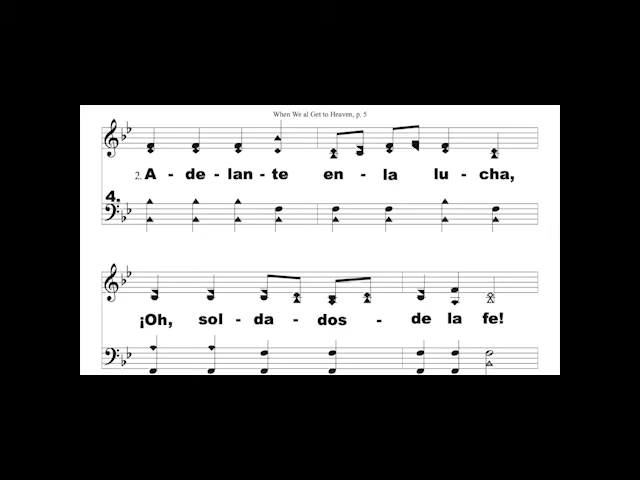 When We al Get to Heaven, p. 5
2. A - de - lan - te en - la lu - cha,
4.
¡Oh, sol - da - dos - de la fe!